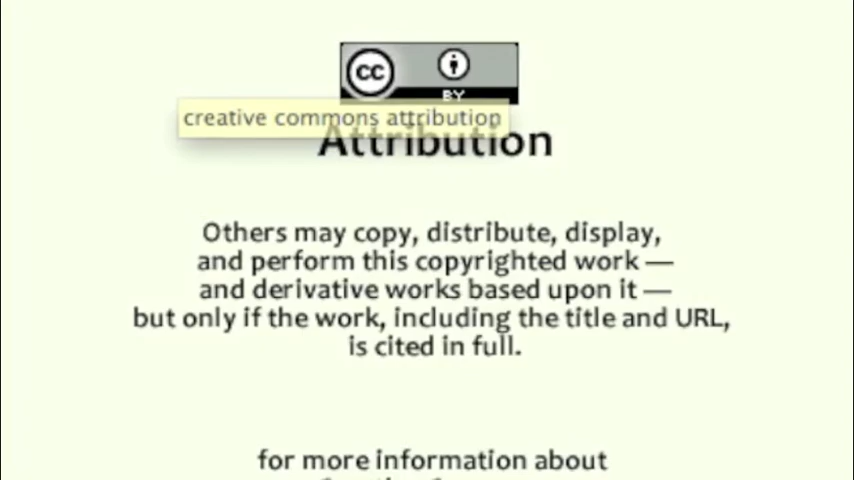 cc
BY
creative commons attribution
Attribution
Others may copy, distribute, display,
and perform this copyrighted work —
and derivative works based upon it —
but only if the work, including the title and URL,
is cited in full.
for more information about